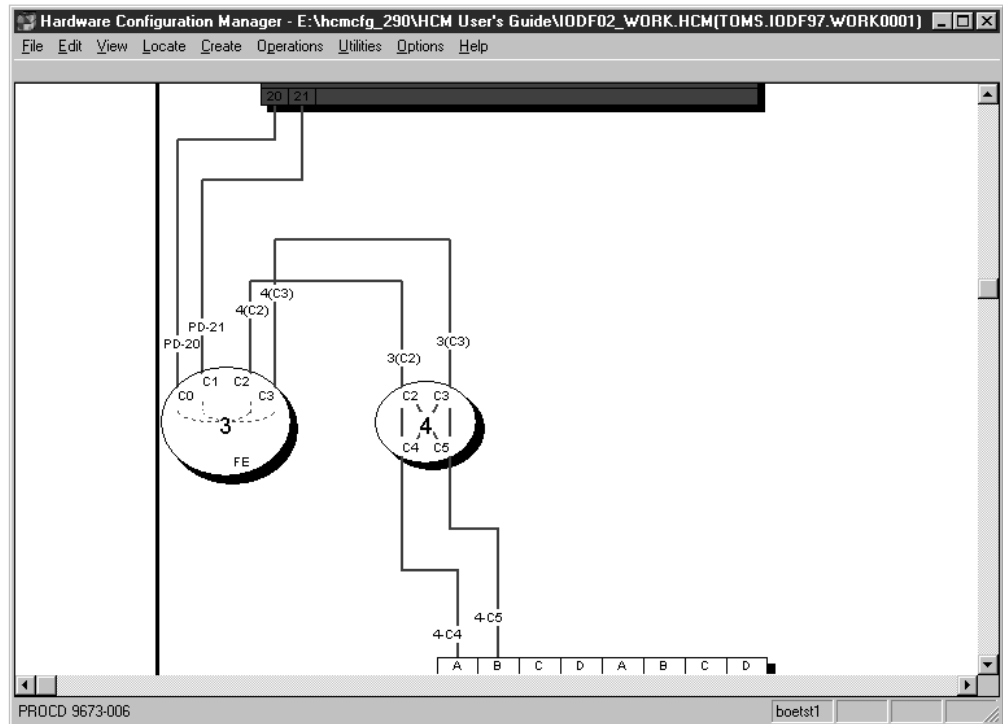 Hardware Configuration Manager - E:\hcmcfg_290\HCM User's Guide\IODF02_WORK.HCM(TOMS.IODF97.WORK0001)
File Edit View Locate Create Operations Utilities Options Help
20 21
4(C3)
4(C2)
PD-21
PD-20
3(C3)
3(C2)
C0 C1 C2 C3
3
FE
C2 C3
4
C4 C5
4-C5
4-C4
A B C D A B C D
PROCD 9673-006
boetst1